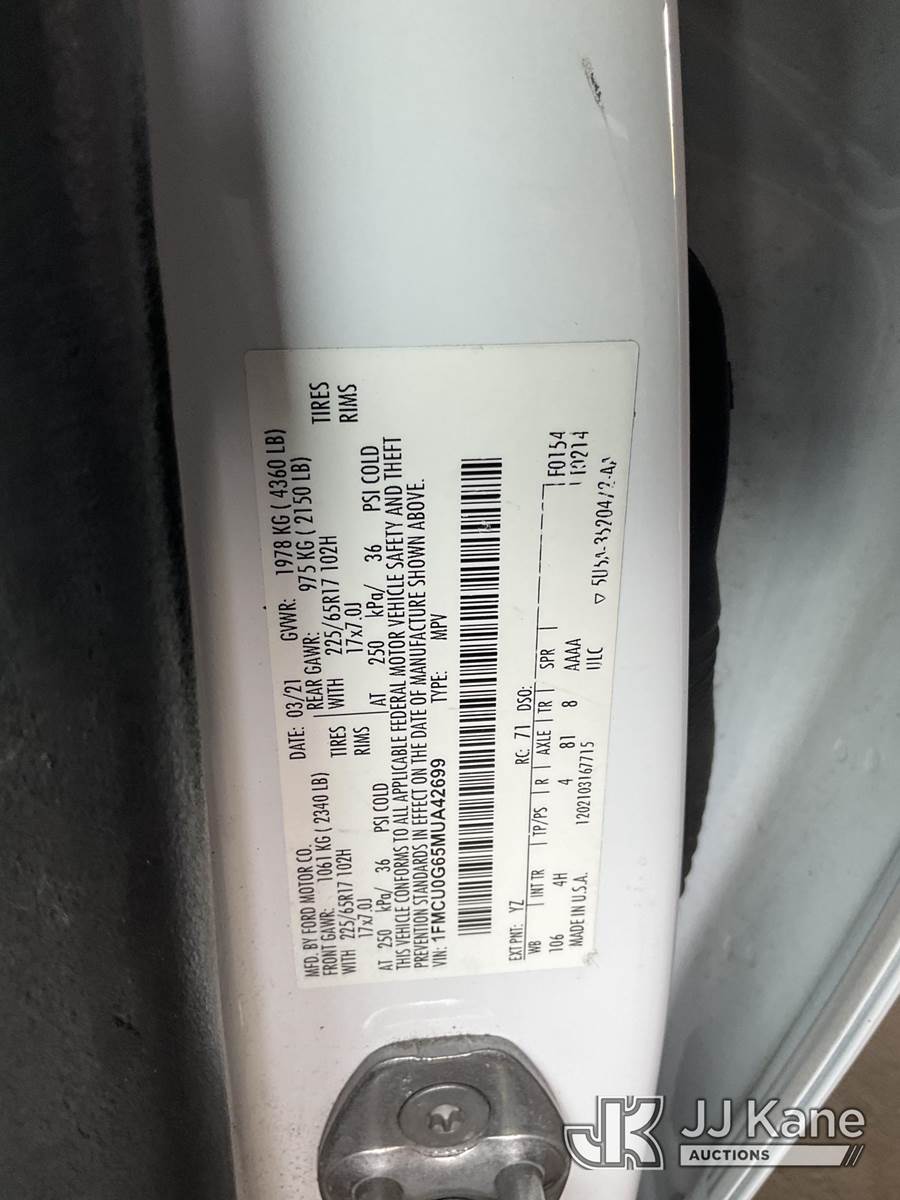 MFD. BY FORD MOTOR CO.
DATE: 03/21 GVWR: 1978 KG ( 4360 LB)
FRONT GAWR: 1061 KG ( 2340 LB) REAR GAWR: 975 KG ( 2150 LB)
WITH 225/65R17 102H TIRES WITH 225/65R17 102H TIRES
17x7.0J RIMS 17x7.0J RIMS
AT 250 kPa/ 36 PSI COLD AT 250 kPa/ 36 PSI COLD
THIS VEHICLE CONFORMS TO ALL APPLICABLE FEDERAL MOTOR VEHICLE SAFETY AND THEFT
PREVENTION STANDARDS IN EFFECT ON THE DATE OF MANUFACTURE SHOWN ABOVE.
VIN: 1FMCU0G65MUA42699 TYPE: MPV
EXT PNT: YZ RC: 71 DSO: F0154
WB INT TR TP/PS R AXLE TR SPR
106 4H 4 81 8 AAAA
MADE IN U.S.A. 1202103167715
JJ Kane
AUCTIONS